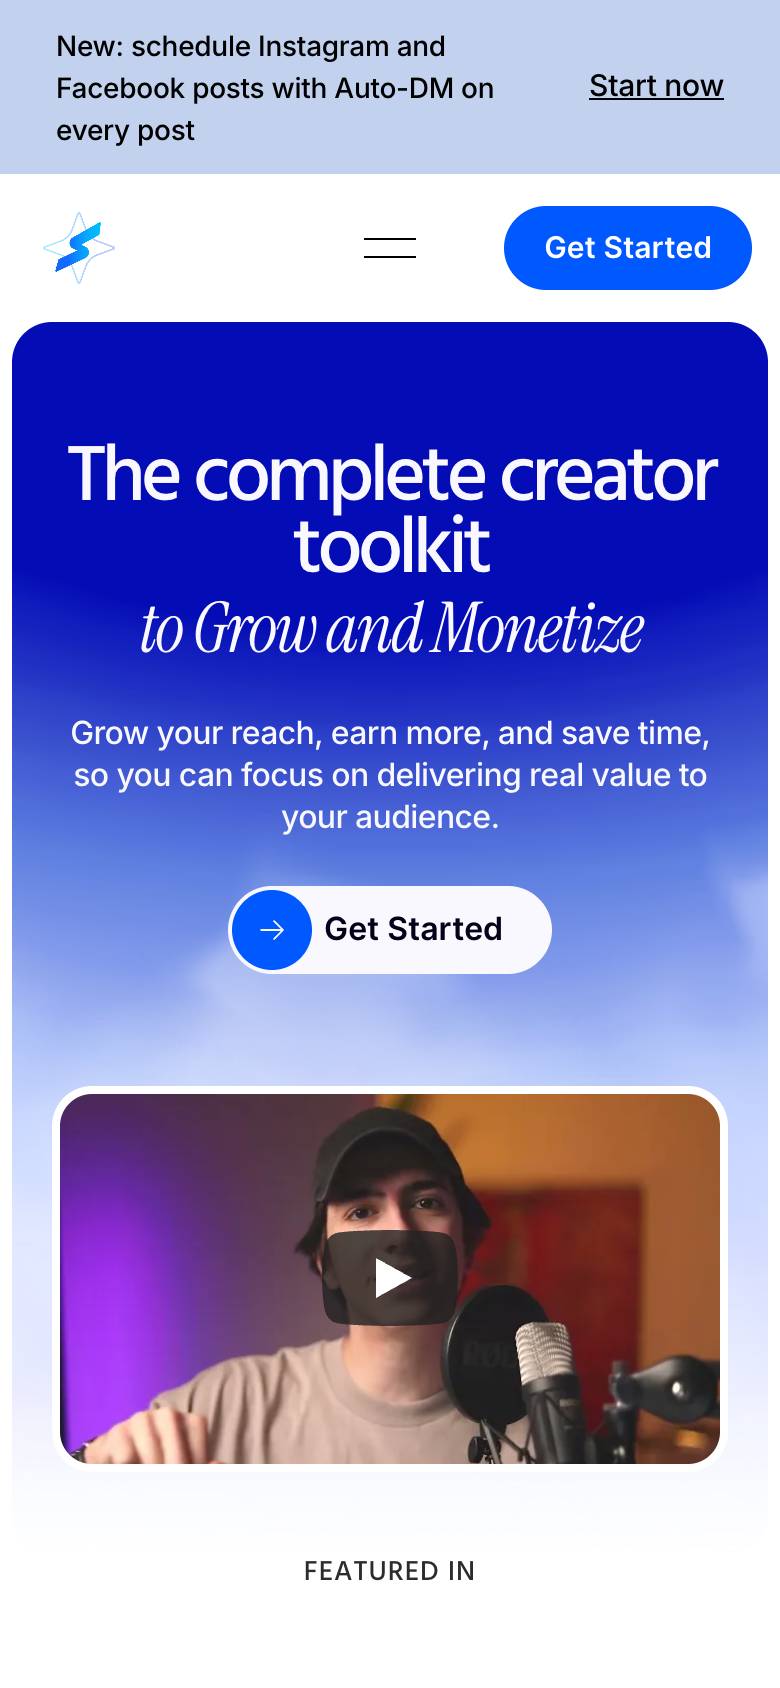 New: schedule Instagram and
Facebook posts with Auto-DM on
every post
Start now
Get Started
The complete creator
toolkit
to Grow and Monetize
Grow your reach, earn more, and save time,
so you can focus on delivering real value to
your audience.
Get Started
RØDE
FEATURED IN